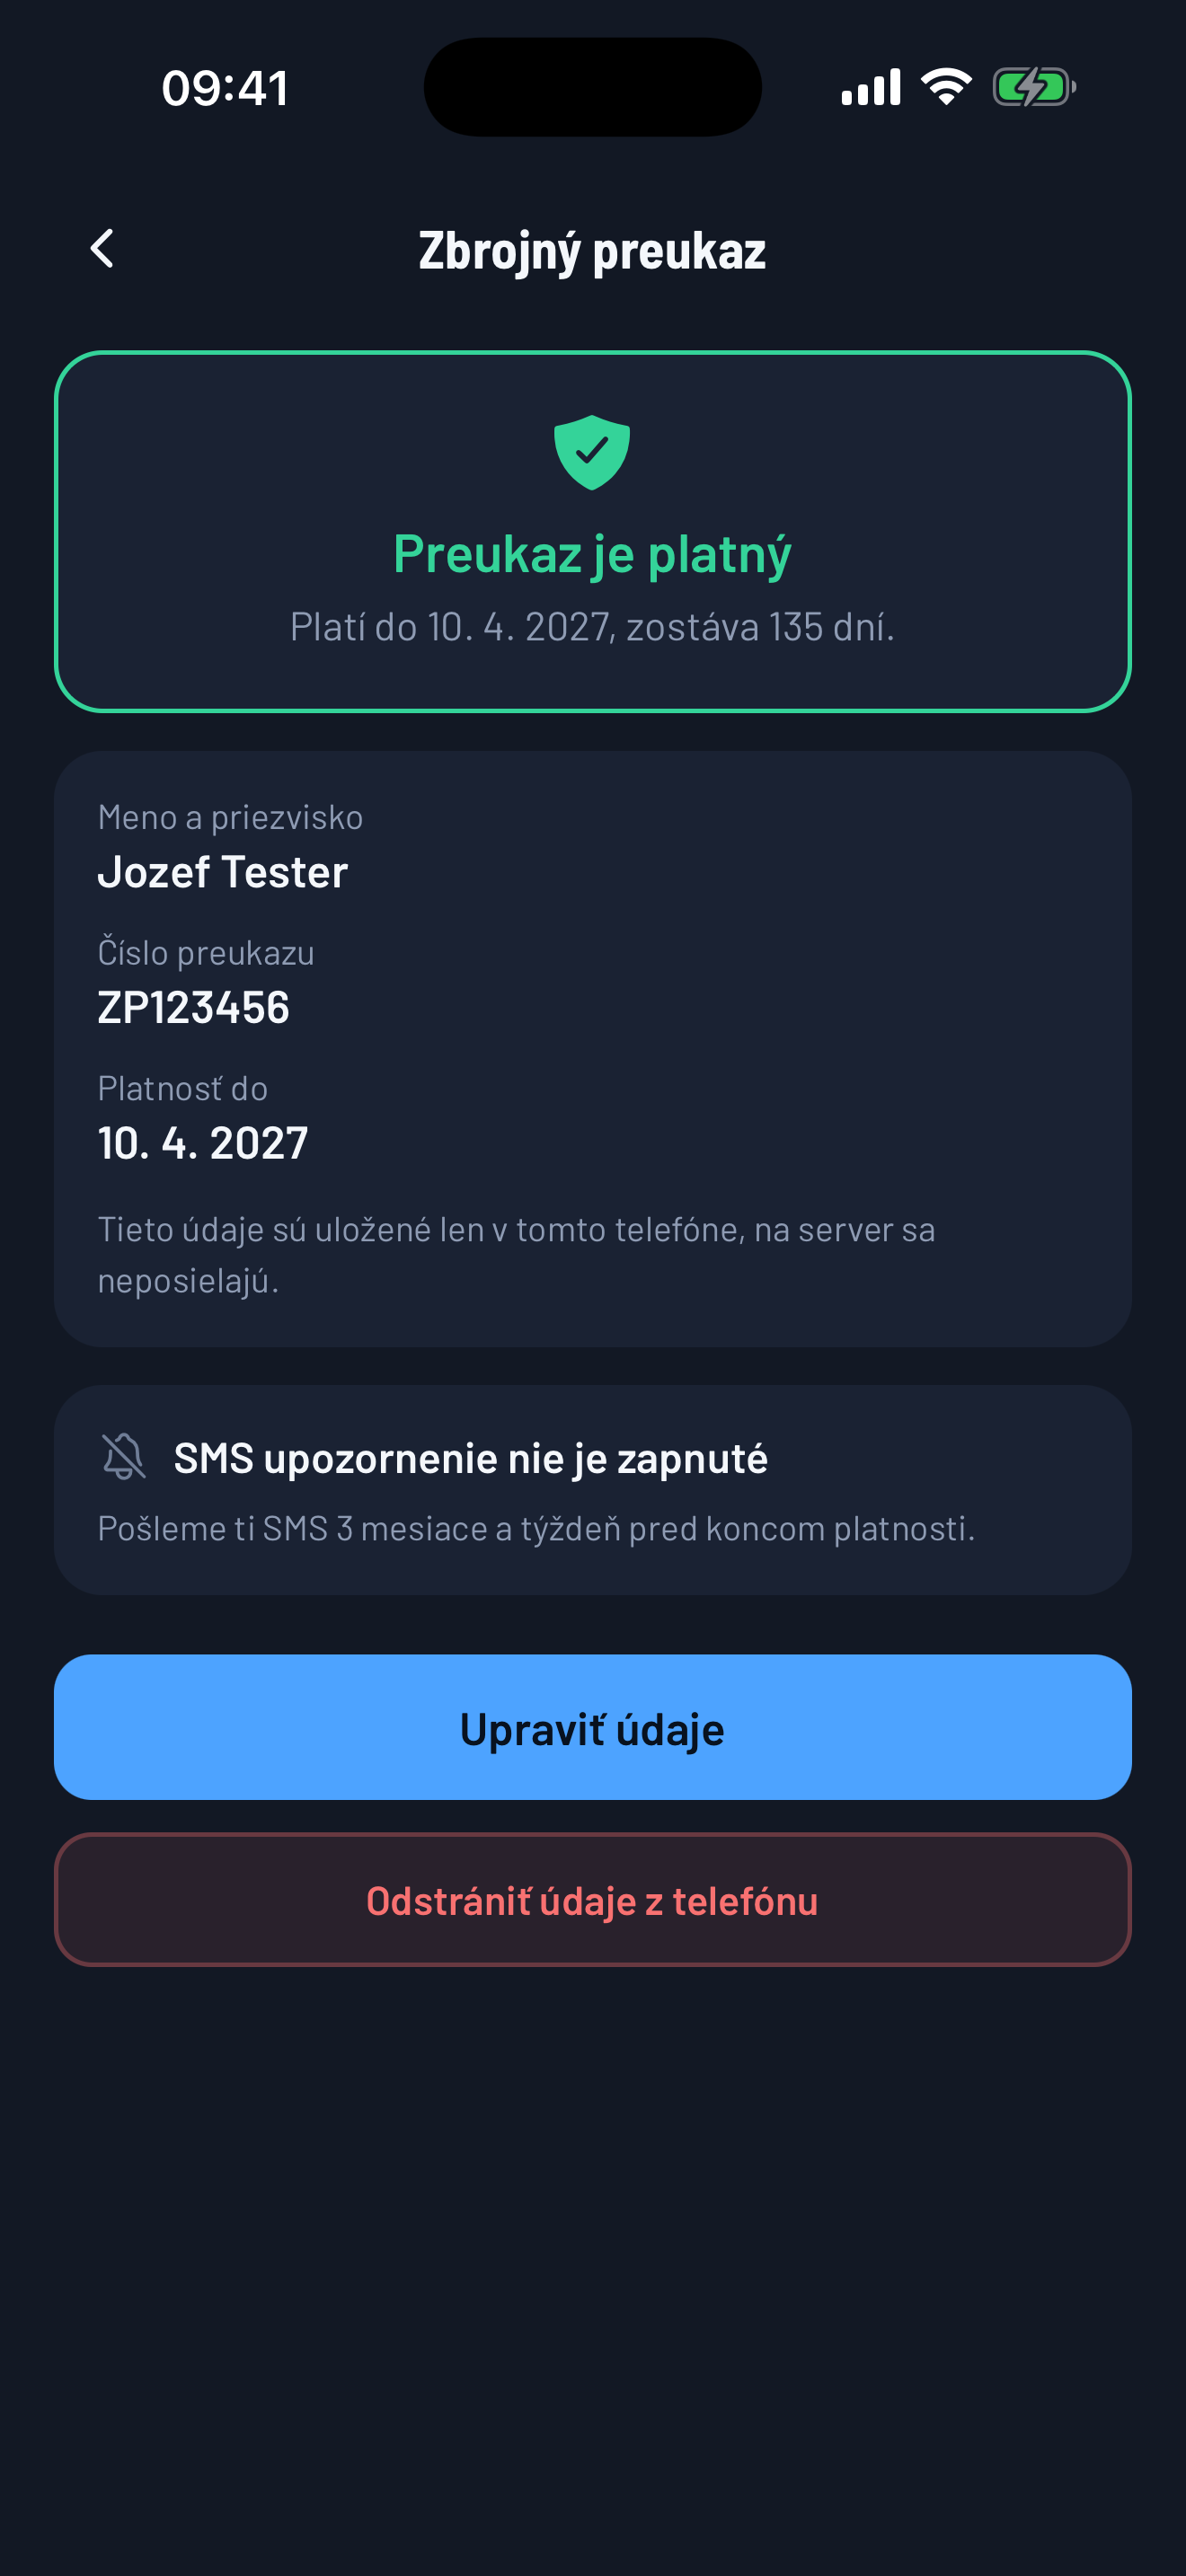 09:41
Zbrojný preukaz
Preukaz je platný
Platí do 10. 4. 2027, zostáva 135 dní.
Meno a priezvisko
Jozef Tester
Číslo preukazu
ZP123456
Platnosť do
10. 4. 2027
Tieto údaje sú uložené len v tomto telefóne, na server sa
neposielajú.
SMS upozornenie nie je zapnuté
Pošleme ti SMS 3 mesiace a týždeň pred koncom platnosti.
Upraviť údaje
Odstrániť údaje z telefónu